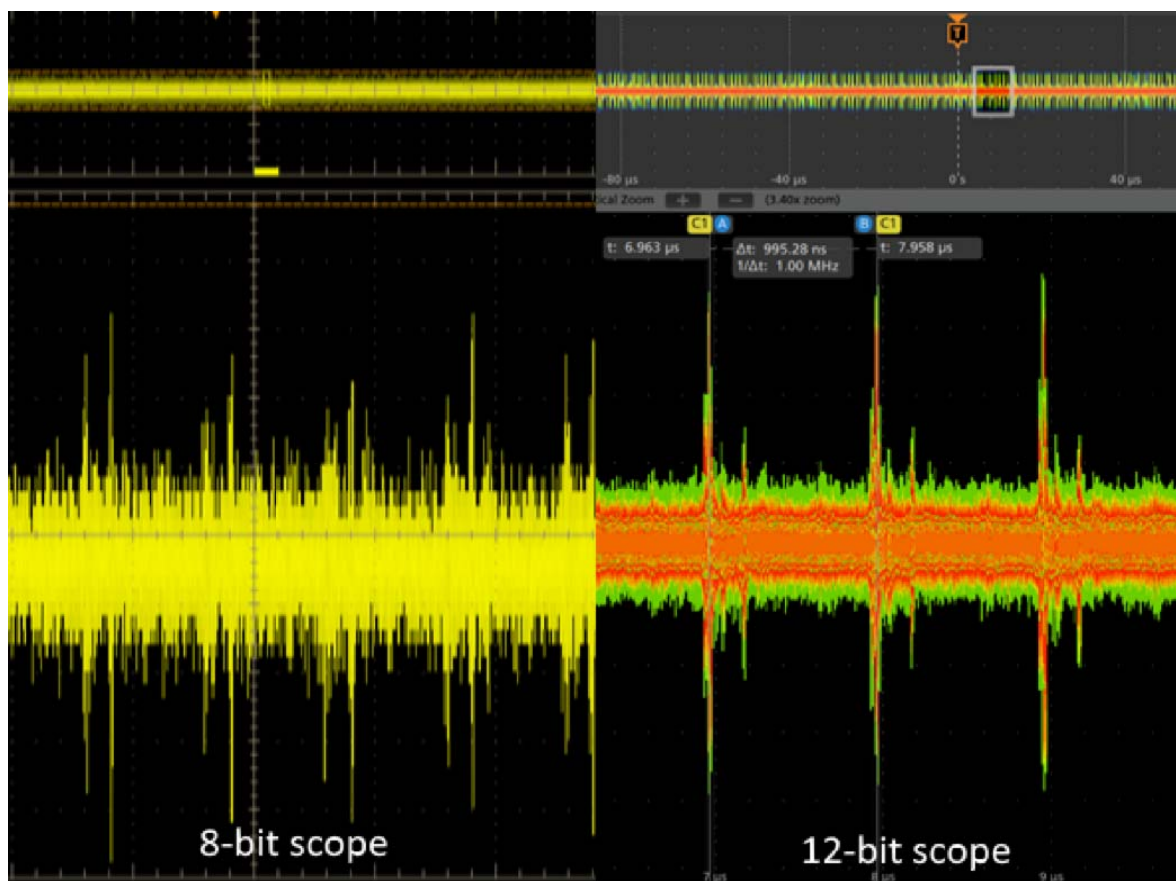 T
-80 µs
-40 µs
0 s
40 µs
ical Zoom + − (3.40x zoom)
C1 A
B C1
t: 6.963 µs
Δt: 995.28 ns
1/Δt: 1.00 MHz
t: 7.958 µs
8-bit scope
12-bit scope
7 µs
8 µs
9 µs